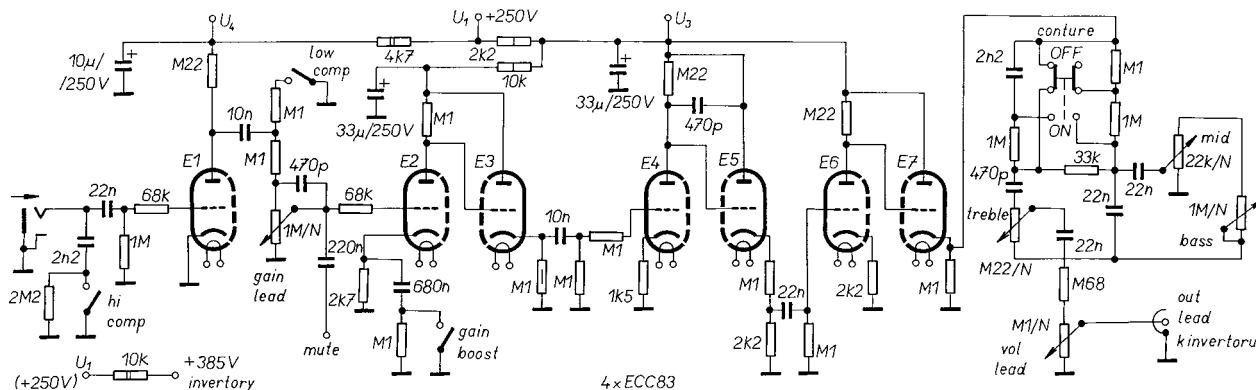 U4
U1 +250V
U3
10μ/
/250V
M22
4k7
2k2
10k
low
comp
M1
10n
M1
33μ/250V
M1
33μ/250V
M22
470p
M22
conture
OFF
ON
2n2
M1
1M
1M
33k
mid
22k/N
22n
22n
1M/N
bass
470p
treble
M22/N
22n
M68
M1/N
vol
lead
out
lead
kinvertoru
E1
E2
E3
E4
E5
E6
E7
22n
68k
1M
2n2
2M2
hi
comp
470p
1M/N
gain
lead
68k
220n
mute
2k7
680n
M1
gain
boost
M1
10n
M1
M1
1k5
M1
2k2
22n
M1
2k2
M1
U1
(+250V)
10k
+385V
invertory
4xECC83